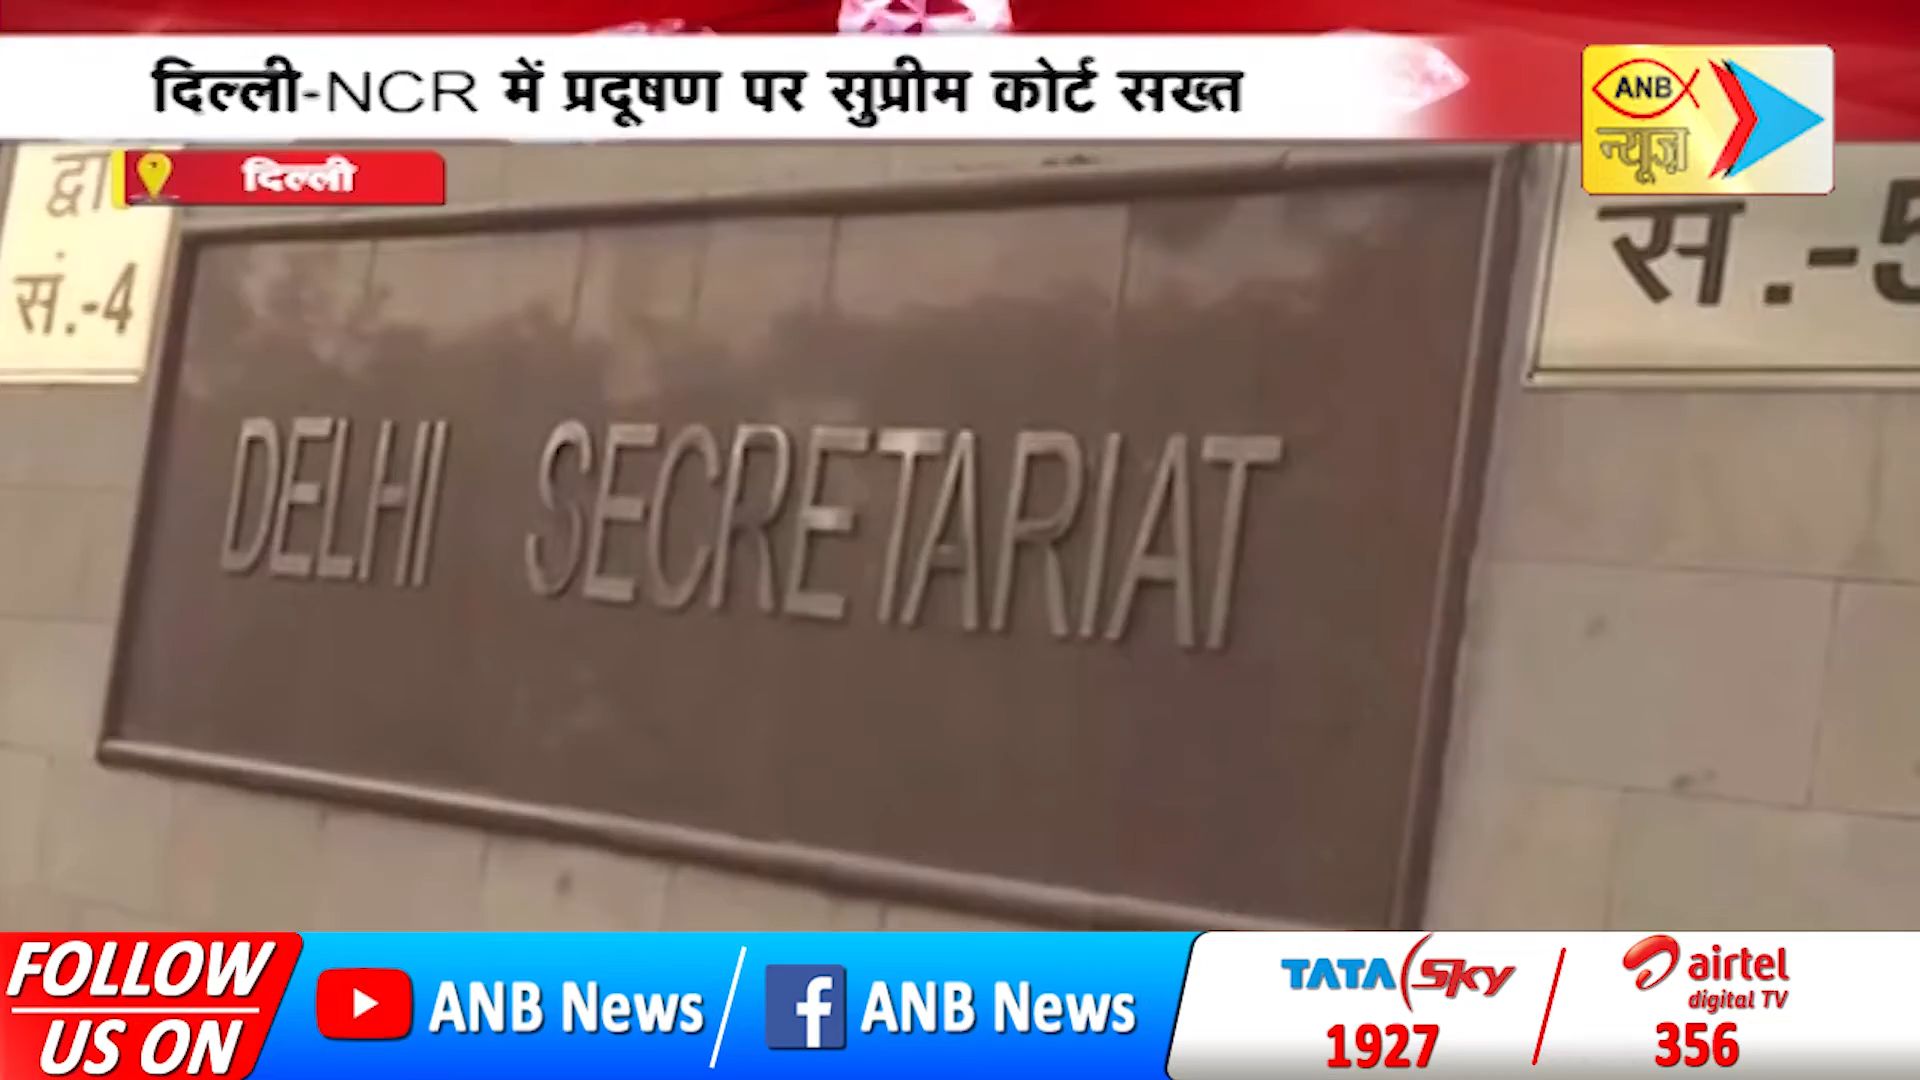 दिल्ली-NCR में प्रदूषण पर सुप्रीम कोर्ट सख्त
ANB
न्यूज़
दिल्ली
द्वा
सं.-4
स.-5
DELHI SECRETARIAT
FOLLOW
US ON
ANB News
ANB News
TATA Sky
1927
airtel
digital TV
356